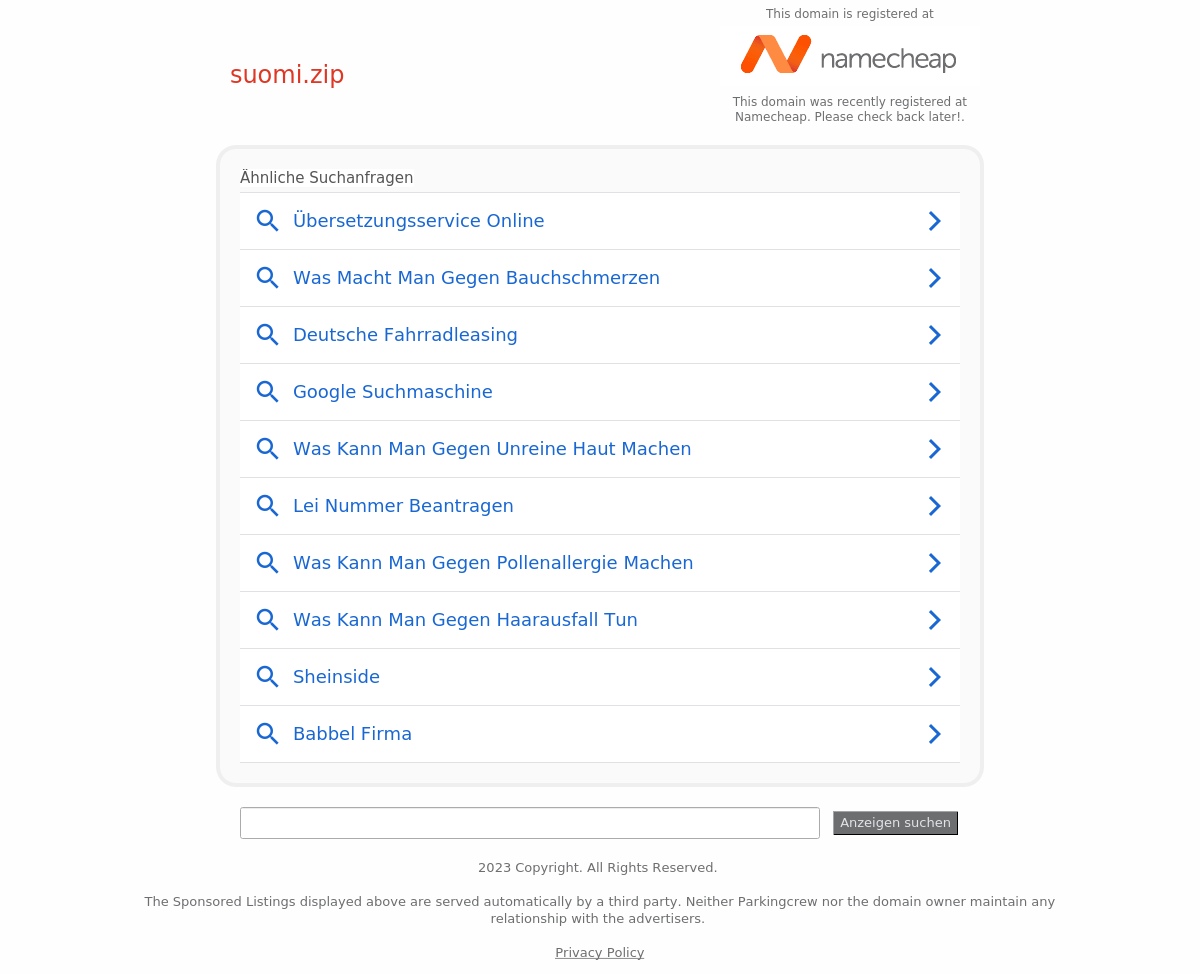 This domain is registered at
suomi.zip
namecheap
This domain was recently registered at
Namecheap. Please check back later!.
Ähnliche Suchanfragen
Übersetzungsservice Online
Was Macht Man Gegen Bauchschmerzen
Deutsche Fahrradleasing
Google Suchmaschine
Was Kann Man Gegen Unreine Haut Machen
Lei Nummer Beantragen
Was Kann Man Gegen Pollenallergie Machen
Was Kann Man Gegen Haarausfall Tun
Sheinside
Babbel Firma
Anzeigen suchen
2023 Copyright. All Rights Reserved.
The Sponsored Listings displayed above are served automatically by a third party. Neither Parkingcrew nor the domain owner maintain any
relationship with the advertisers.
Privacy Policy